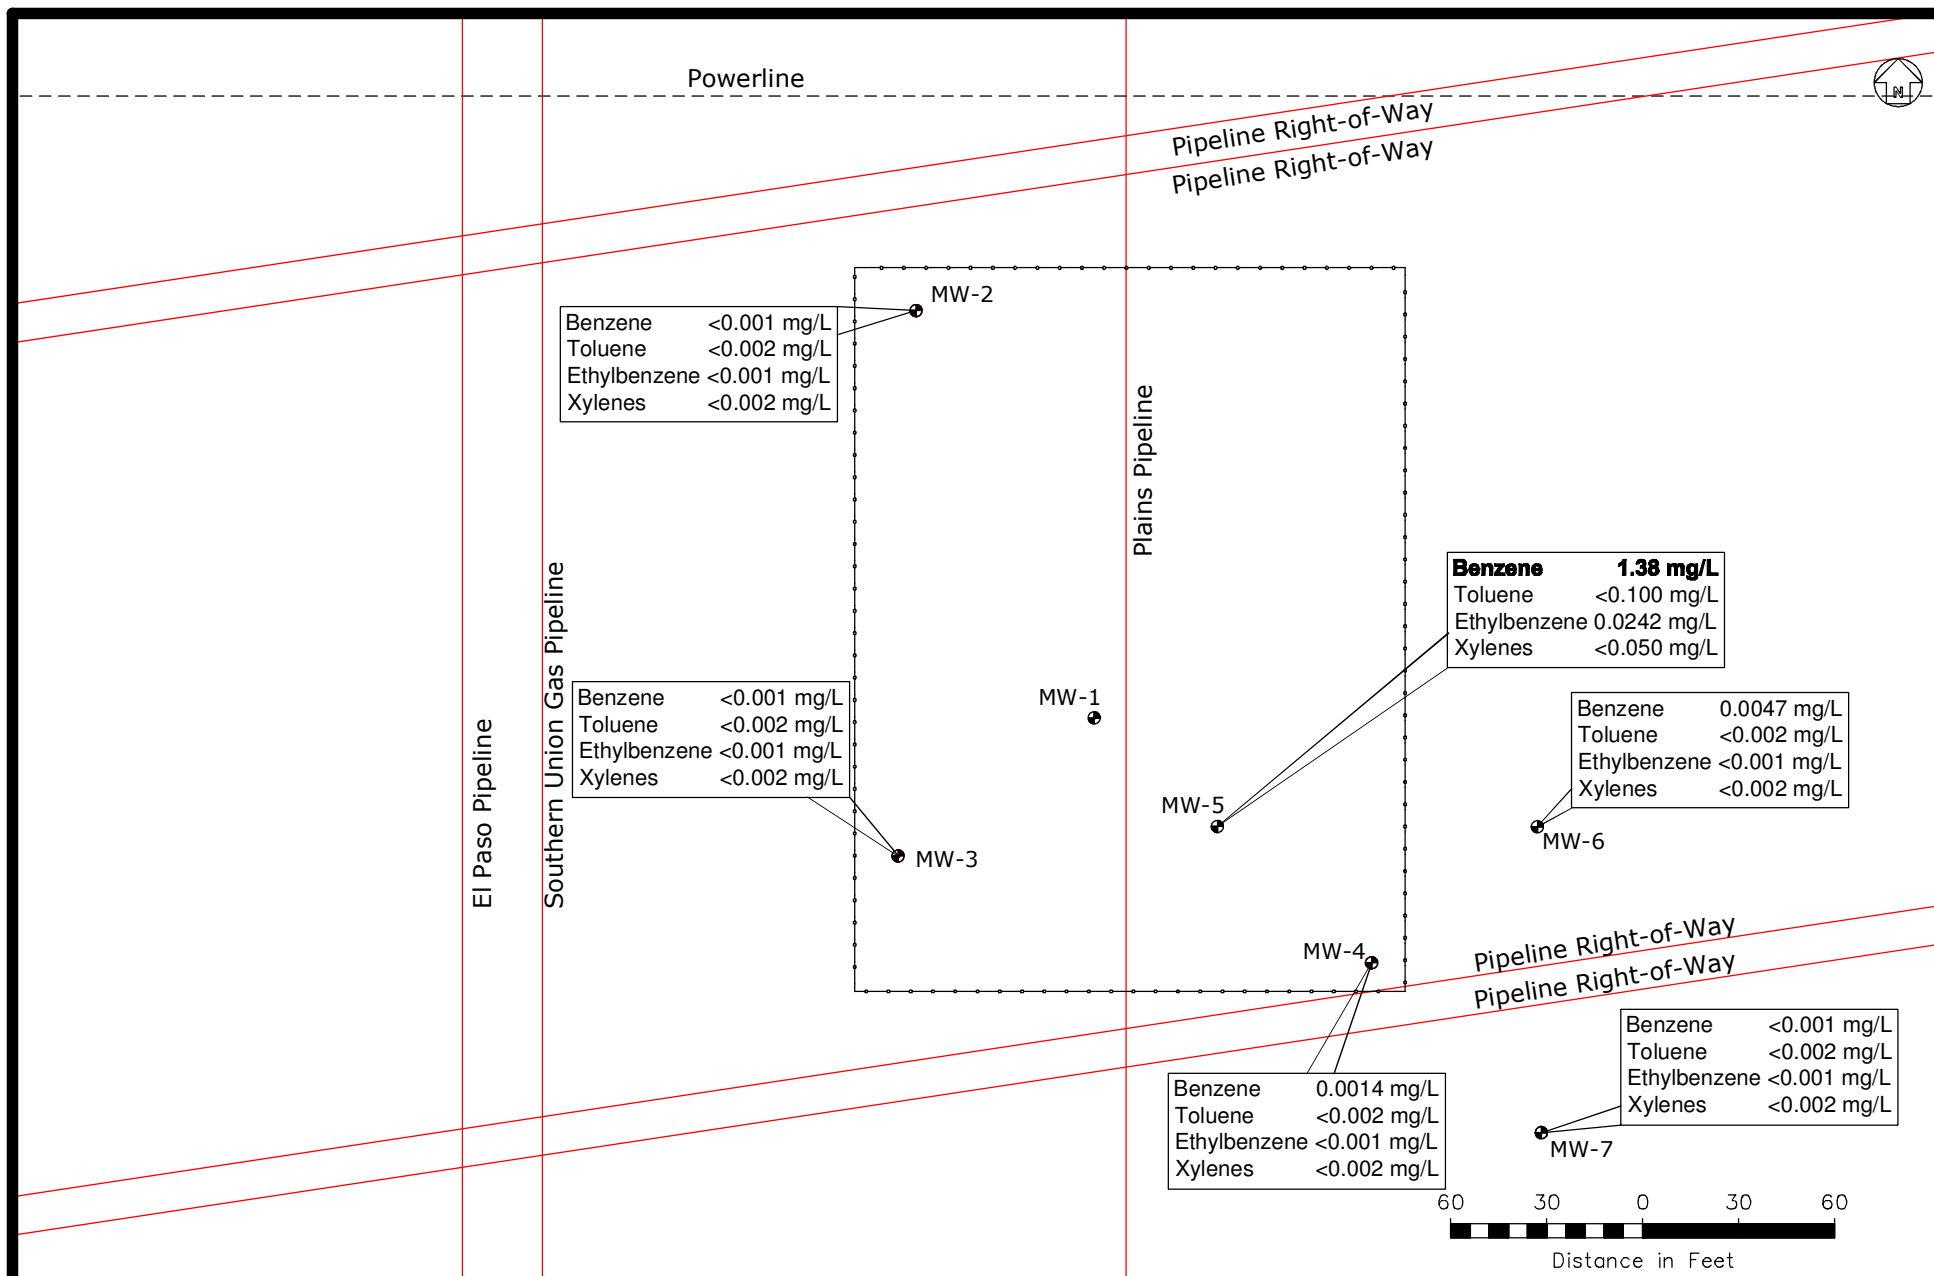 Powerline
N
Pipeline Right-of-Way
Pipeline Right-of-Way
MW-2
Benzene <0.001 mg/L
Toluene <0.002 mg/L
Ethylbenzene <0.001 mg/L
Xylenes <0.002 mg/L
Plains Pipeline
Southern Union Gas Pipeline
El Paso Pipeline
Benzene 1.38 mg/L
Toluene <0.100 mg/L
Ethylbenzene 0.0242 mg/L
Xylenes <0.050 mg/L
Benzene <0.001 mg/L
Toluene <0.002 mg/L
Ethylbenzene <0.001 mg/L
Xylenes <0.002 mg/L
MW-1
Benzene 0.0047 mg/L
Toluene <0.002 mg/L
Ethylbenzene <0.001 mg/L
Xylenes <0.002 mg/L
MW-5
MW-6
MW-3
MW-4
Pipeline Right-of-Way
Pipeline Right-of-Way
Benzene <0.001 mg/L
Toluene <0.002 mg/L
Ethylbenzene <0.001 mg/L
Xylenes <0.002 mg/L
Benzene 0.0014 mg/L
Toluene <0.002 mg/L
Ethylbenzene <0.001 mg/L
Xylenes <0.002 mg/L
MW-7
60 30 0 30 60
Distance in Feet